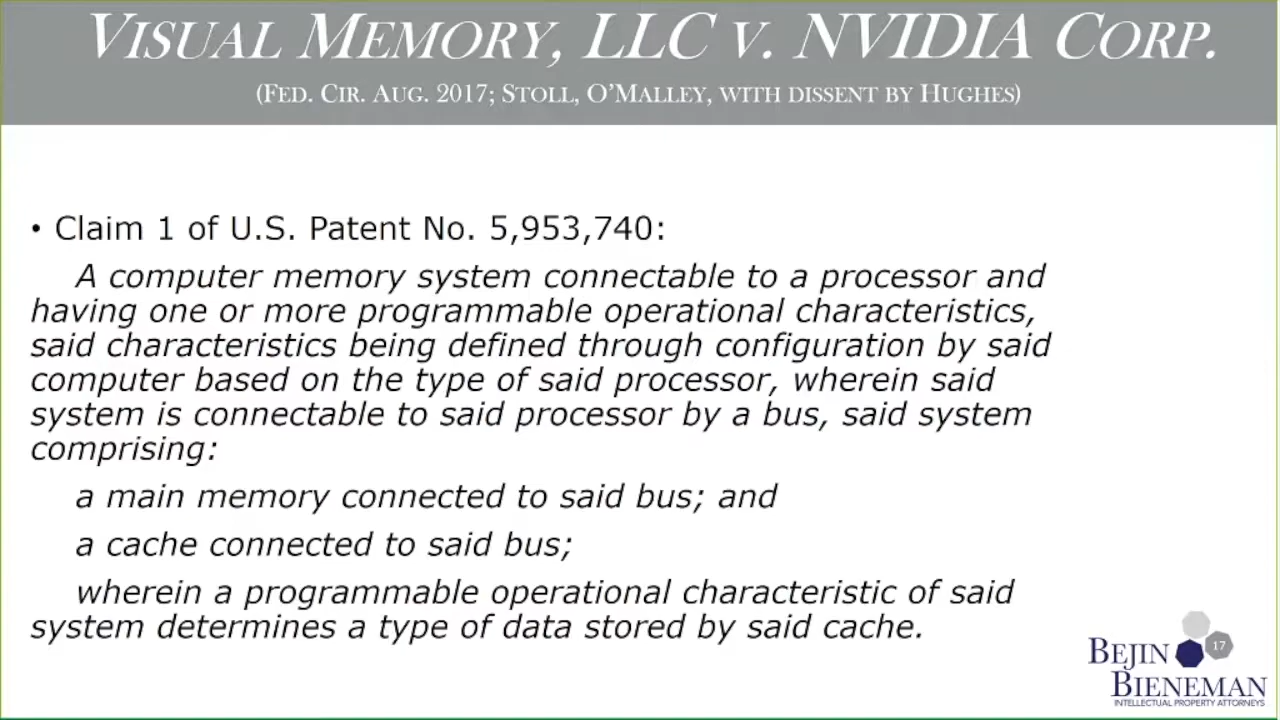 VISUAL MEMORY, LLC V. NVIDIA CORP.
(FED. CIR. AUG. 2017; STOLL, O'MALLEY, WITH DISSENT BY HUGHES)
• Claim 1 of U.S. Patent No. 5,953,740:
A computer memory system connectable to a processor and
having one or more programmable operational characteristics,
said characteristics being defined through configuration by said
computer based on the type of said processor, wherein said
system is connectable to said processor by a bus, said system
comprising:
a main memory connected to said bus; and
a cache connected to said bus;
wherein a programmable operational characteristic of said
system determines a type of data stored by said cache.
17
BEJIN
BIENEMAN
INTELLECTUAL PROPERTY ATTORNEYS